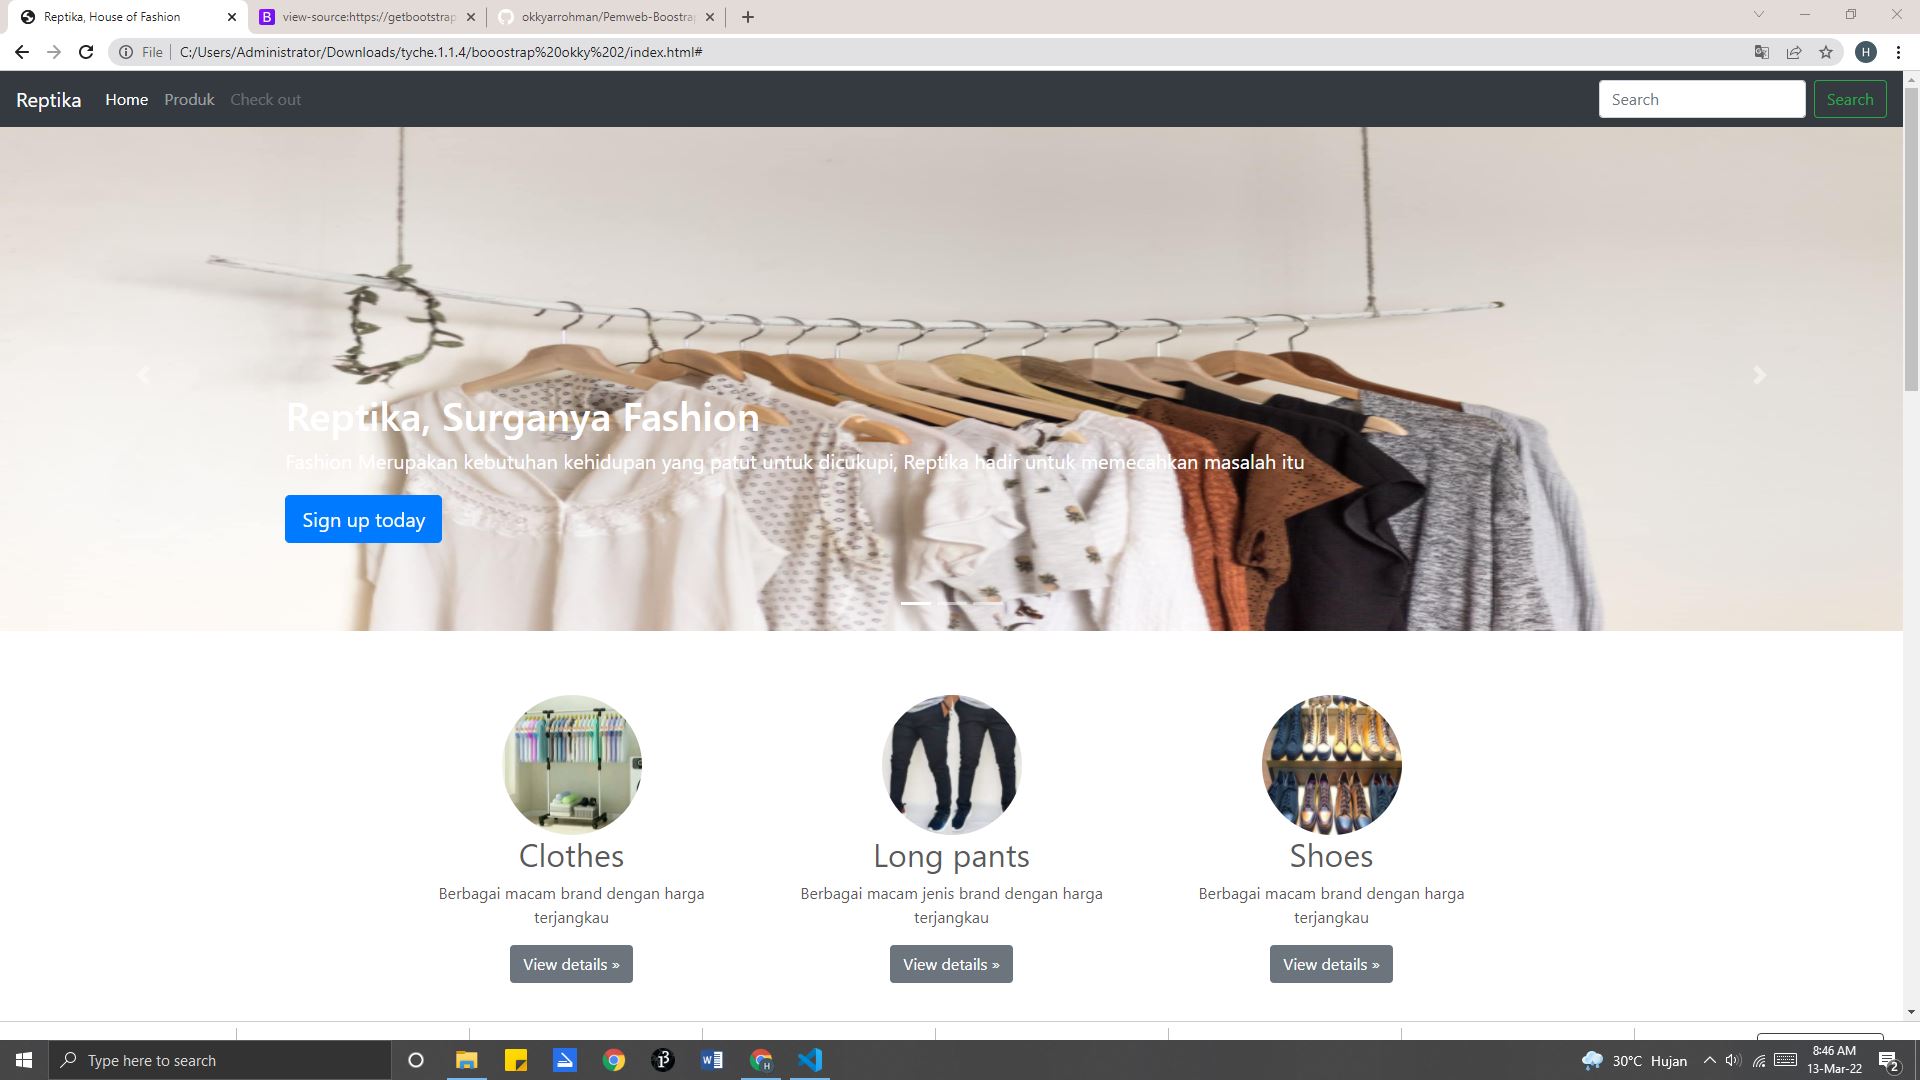 Reptika, House of Fashion
view-source:https://getbootstrap
okkyarrohman/Pemweb-Boostrap
File
C:/Users/Administrator/Downloads/tyche.1.1.4/booostrap%20okky%202/index.html#
H
Reptika
Home
Produk
Check out
Search
Search
Reptika, Surganya Fashion
Fashion Merupakan kebutuhan kehidupan yang patut untuk dicukupi, Reptika hadir untuk memecahkan masalah itu
Sign up today
Clothes
Berbagai macam brand dengan harga
terjangkau
View details »
Long pants
Berbagai macam jenis brand dengan harga
terjangkau
View details »
Shoes
Berbagai macam brand dengan harga
terjangkau
View details »
Type here to search
30°C Hujan
8:46 AM
13-Mar-22
2